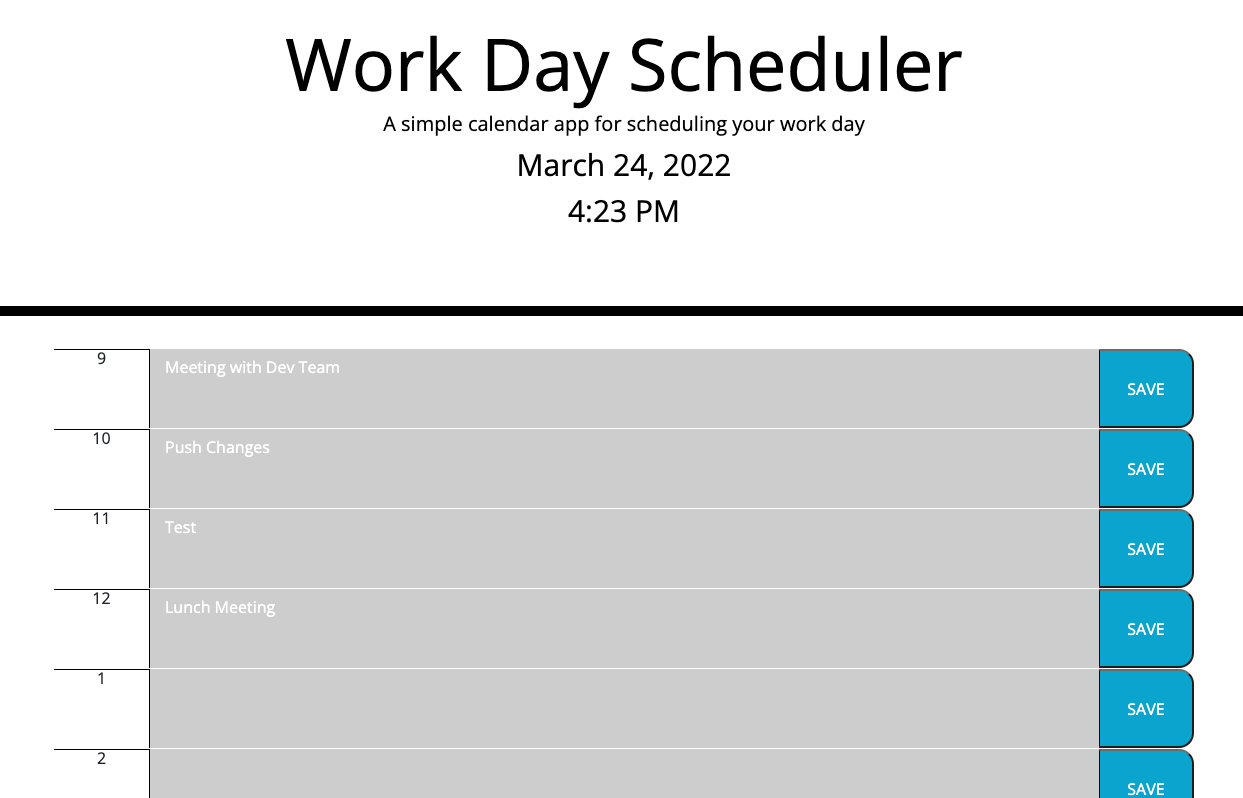 Work Day Scheduler
A simple calendar app for scheduling your work day
March 24, 2022
4:23 PM
9 Meeting with Dev Team SAVE
10 Push Changes SAVE
11 Test SAVE
12 Lunch Meeting SAVE
1 SAVE
2 SAVE